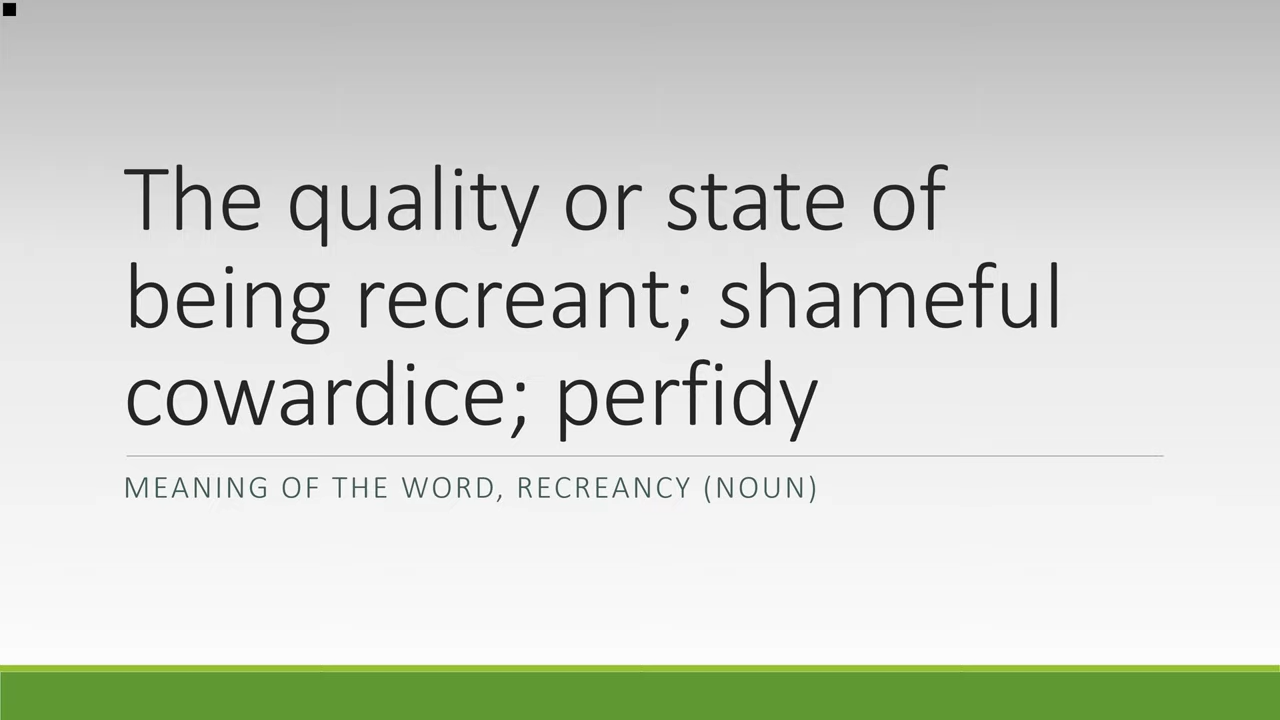 The quality or state of
being recreant; shameful
cowardice; perfidy
MEANING OF THE WORD, RECREANCY (NOUN)